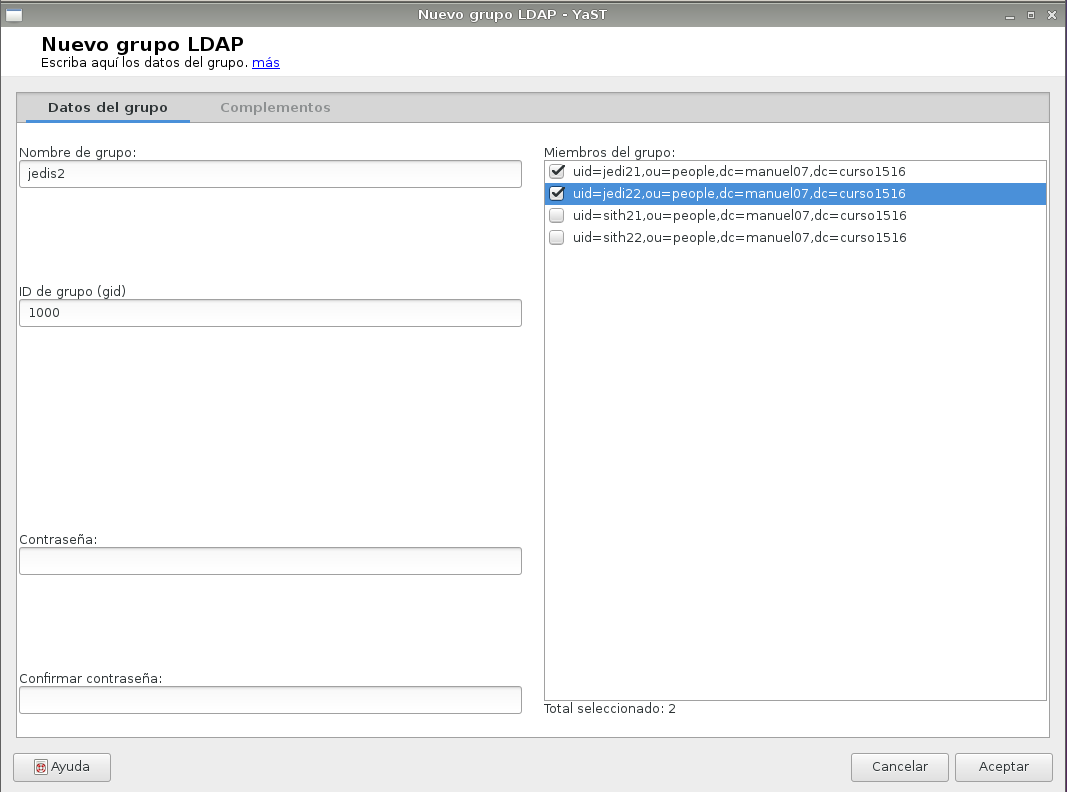 Nuevo grupo LDAP - YaST
Nuevo grupo LDAP
Escriba aquí los datos del grupo. más
Datos del grupo
Complementos
Nombre de grupo:
jedis2
ID de grupo (gid)
1000
Contraseña:
Confirmar contraseña:
Miembros del grupo:
uid=jedi21,ou=people,dc=manuel07,dc=curso1516
uid=jedi22,ou=people,dc=manuel07,dc=curso1516
uid=sith21,ou=people,dc=manuel07,dc=curso1516
uid=sith22,ou=people,dc=manuel07,dc=curso1516
Total seleccionado: 2
Ayuda
Cancelar
Aceptar